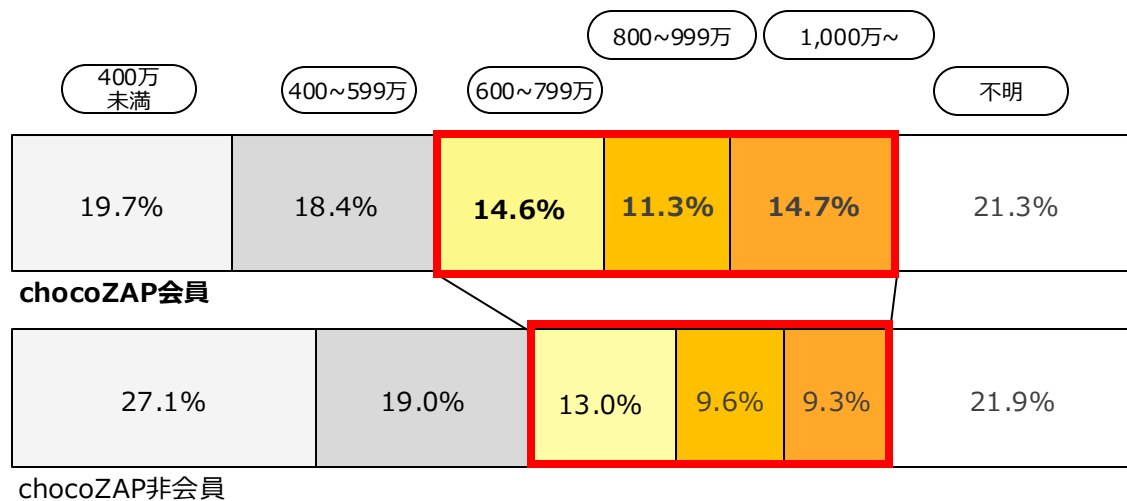 800~999万
1,000万~
400万
未満
400~599万
600~799万
不明
19.7%
18.4%
14.6%
11.3%
14.7%
21.3%
chocoZAP会員
27.1%
19.0%
13.0%
9.6%
9.3%
21.9%
chocoZAP非会員